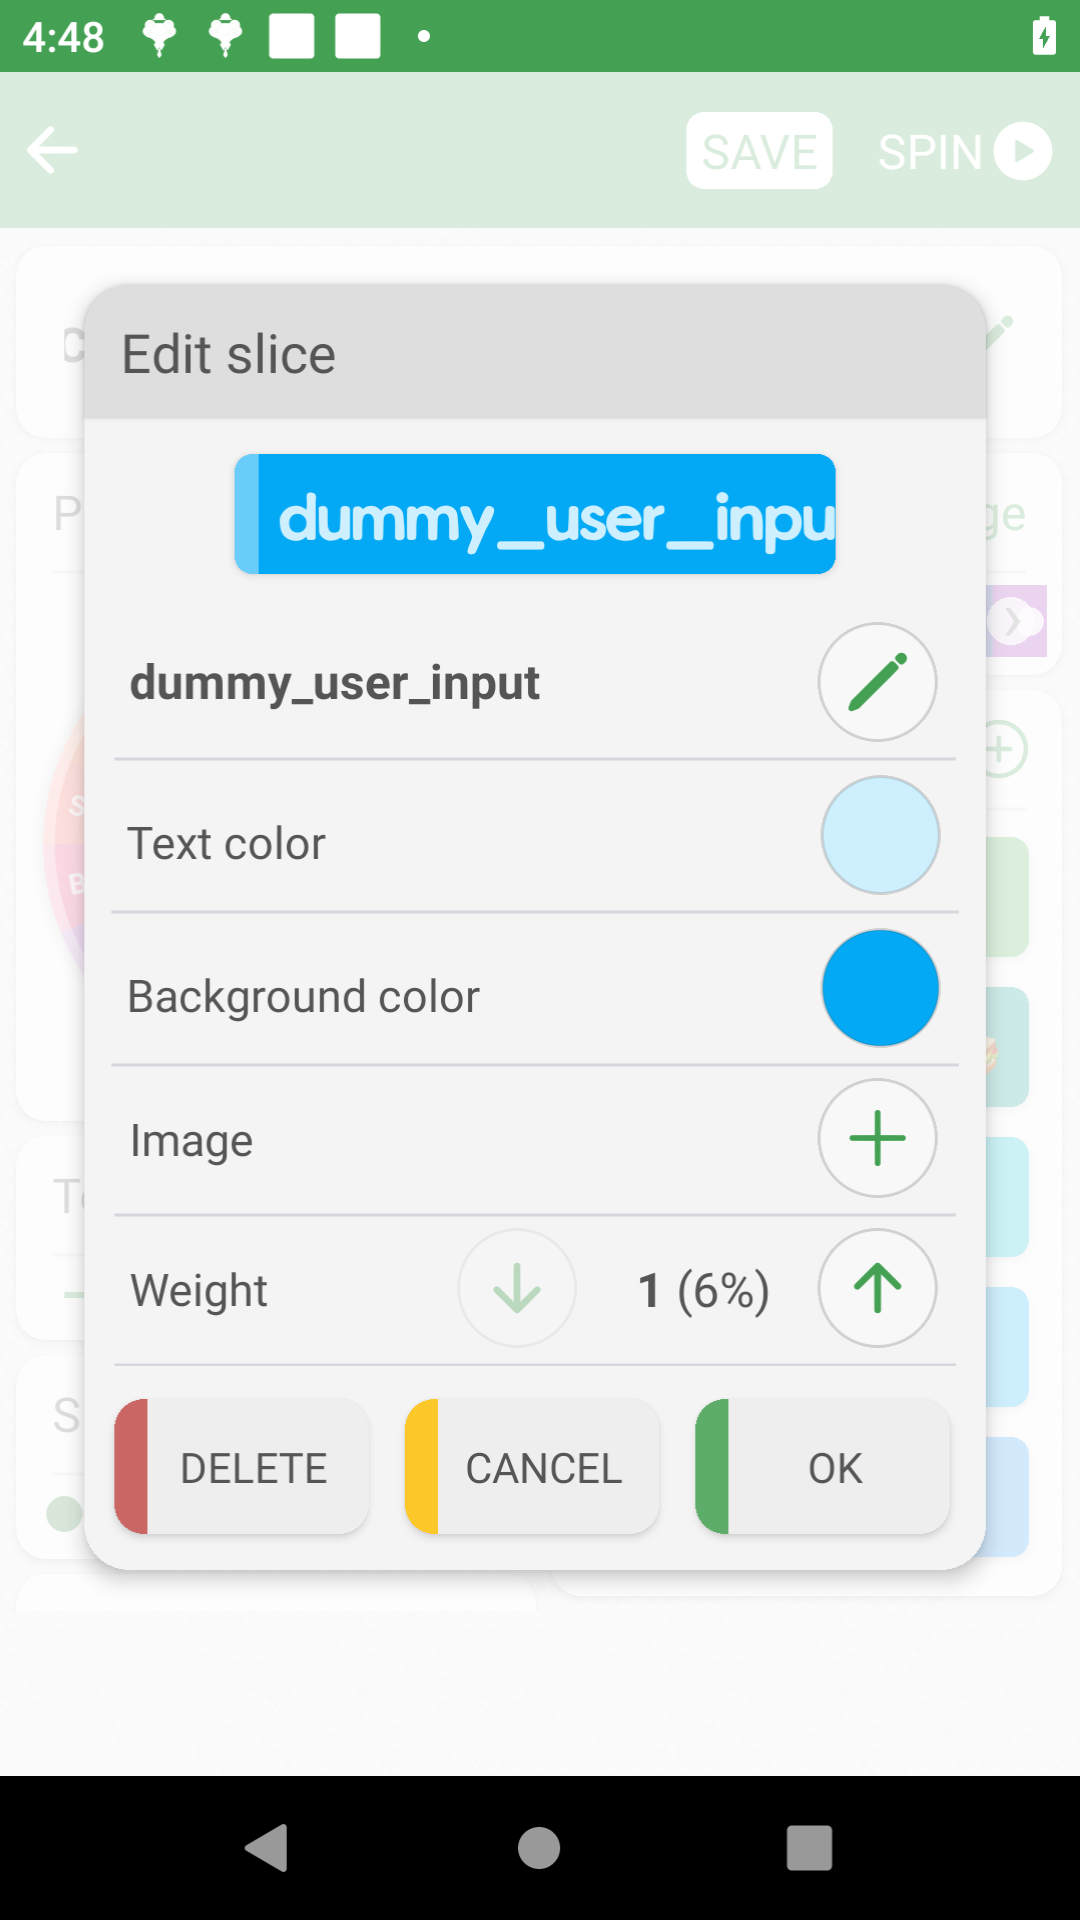 4:48
SAVE SPIN
Edit slice
dummy_user_inpu
dummy_user_input
Text color
Background color
Image
Weight 1 (6%)
DELETE CANCEL OK